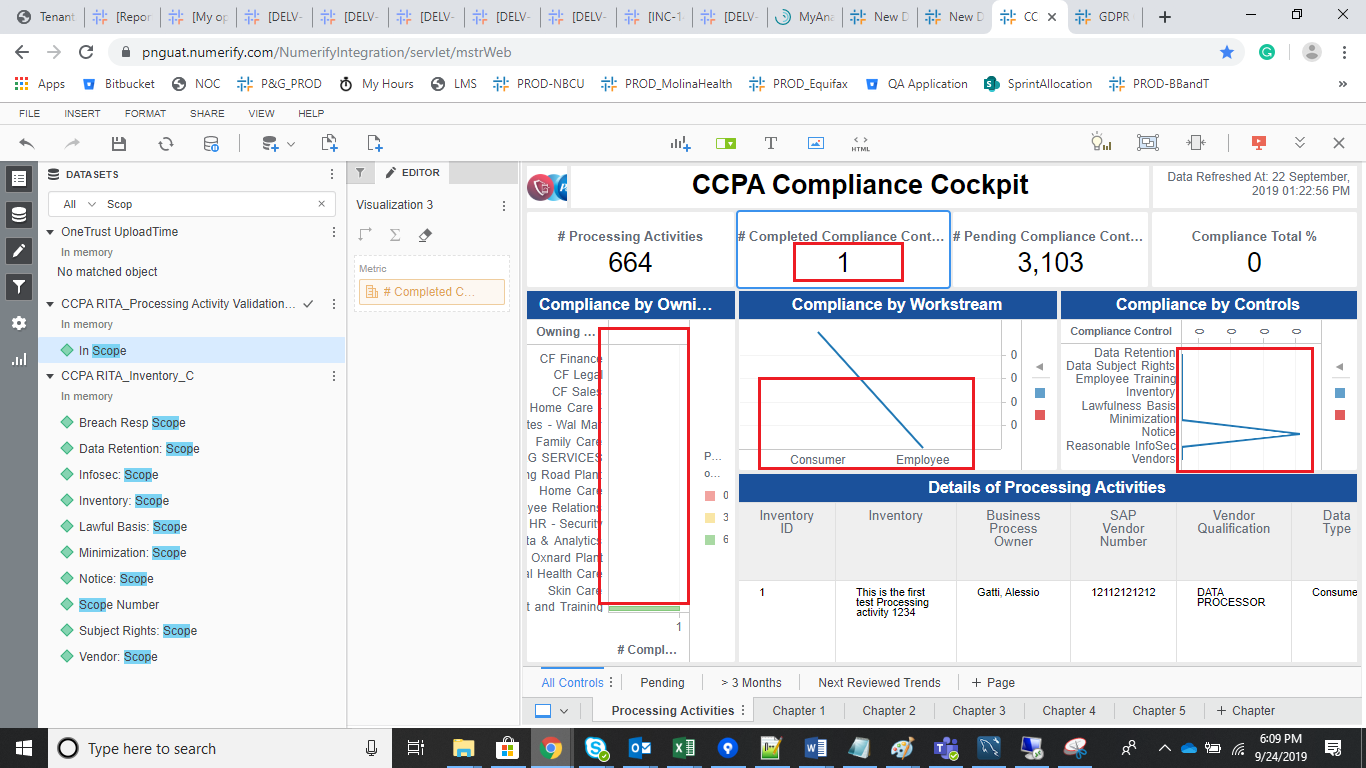 Tenant
[Repor
[My op
[DELV-
[DELV-
[DELV-
[DELV-
[DELV-
[INC-1
[DELV-
MyAna
New D
New D
CC
GDPR
pnguat.numerify.com/NumerifyIntegration/servlet/mstrWeb
Apps
Bitbucket
NOC
P&G_PROD
My Hours
LMS
PROD-NBCU
PROD_MolinaHealth
PROD_Equifax
QA Application
SprintAllocation
PROD-BBandT
FILE
INSERT
FORMAT
SHARE
VIEW
HELP
HTML
DATASETS
All
Scop
OneTrust UploadTime
In memory
No matched object
CCPA RITA_Processing Activity Validation...
In memory
In Scope
CCPA RITA_Inventory_C
In memory
Breach Resp Scope
Data Retention: Scope
Infosec: Scope
Inventory: Scope
Lawful Basis: Scope
Minimization: Scope
Notice: Scope
Scope Number
Subject Rights: Scope
Vendor: Scope
EDITOR
Visualization 3
Metric
# Completed C...
CCPA Compliance Cockpit
Data Refreshed At: 22 September,
2019 01:22:56 PM
# Processing Activities
664
# Completed Compliance Cont...
1
# Pending Compliance Cont...
3,103
Compliance Total %
0
Compliance by Owni...
Owning ...
CF Finance
CF Legal
CF Sales
Home Care -
tes - Wal Mar
Family Care
G SERVICES
ng Road Plant
Home Care
yee Relations
HR - Security
ta & Analytics
Oxnard Plant
al Health Care
Skin Care
t and Training
1
# Compl...
P...
o...
0
3
6
Compliance by Workstream
0
0
0
0
Consumer
Employee
Compliance by Controls
Compliance Control
0
0
0
0
Data Retention
Data Subject Rights
Employee Training
Inventory
Lawfulness Basis
Minimization
Notice
Reasonable InfoSec
Vendors
Details of Processing Activities
Inventory
ID
Inventory
Business
Process
Owner
SAP
Vendor
Number
Vendor
Qualification
Data
Type
1
This is the first
test Processing
activity 1234
Gatti, Alessio
12112121212
DATA
PROCESSOR
Consume
All Controls
Pending
> 3 Months
Next Reviewed Trends
+ Page
Processing Activities
Chapter 1
Chapter 2
Chapter 3
Chapter 4
Chapter 5
+ Chapter
Type here to search
6:09 PM
9/24/2019